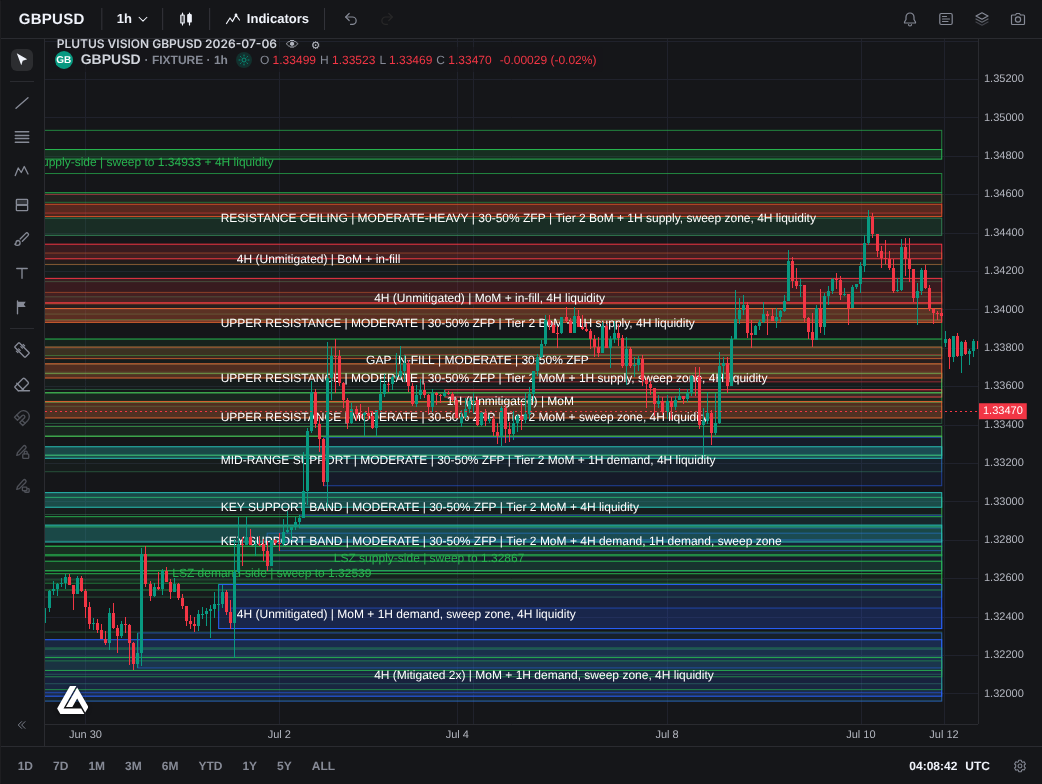 GBPUSD 1h Indicators
PLUTUS VISION GBPUSD 2026-07-06
GB GBPUSD · FIXTURE · 1h O 1.33499 H 1.33523 L 1.33469 C 1.33470 -0.00029 (-0.02%)
1.35200
1.35000
1.34800
upply-side | sweep to 1.34933 + 4H liquidity
1.34600
RESISTANCE CEILING | MODERATE-HEAVY | 30-50% ZFP | Tier 2 BoM + 1H supply, sweep zone, 4H liquidity
1.34400
4H (Unmitigated) | BoM + in-fill
1.34200
4H (Unmitigated) | MoM + in-fill, 4H liquidity
1.34000
UPPER RESISTANCE | MODERATE | 30-50% ZFP | Tier 2 BoM + 1H supply, 4H liquidity
1.33800
GAP IN-FILL | MODERATE | 30-50% ZFP
UPPER RESISTANCE | MODERATE | 30-50% ZFP | Tier 2 MoM + 1H supply, sweep zone, 4H liquidity
1.33600
1H (Unmitigated) | MoM
1.33470
UPPER RESISTANCE | MODERATE | 30-50% ZFP | Tier 2 MoM + sweep zone, 4H liquidity
1.33400
MID-RANGE SUPPORT | MODERATE | 30-50% ZFP | Tier 2 MoM + 1H demand, 4H liquidity
1.33200
1.33000
KEY SUPPORT BAND | MODERATE | 30-50% ZFP | Tier 2 MoM + 4H liquidity
KEY SUPPORT BAND | MODERATE | 30-50% ZFP | Tier 2 MoM + 4H demand, 1H demand, sweep zone
1.32800
LSZ supply-side | sweep to 1.32867
LSZ demand-side | sweep to 1.32539
1.32600
4H (Unmitigated) | MoM + 1H demand, sweep zone, 4H liquidity
1.32400
1.32200
4H (Mitigated 2x) | MoM + 1H demand, sweep zone, 4H liquidity
1.32000
Jun 30 Jul 2 Jul 4 Jul 8 Jul 10 Jul 12
1D 7D 1M 3M 6M YTD 1Y 5Y ALL 04:08:42 UTC